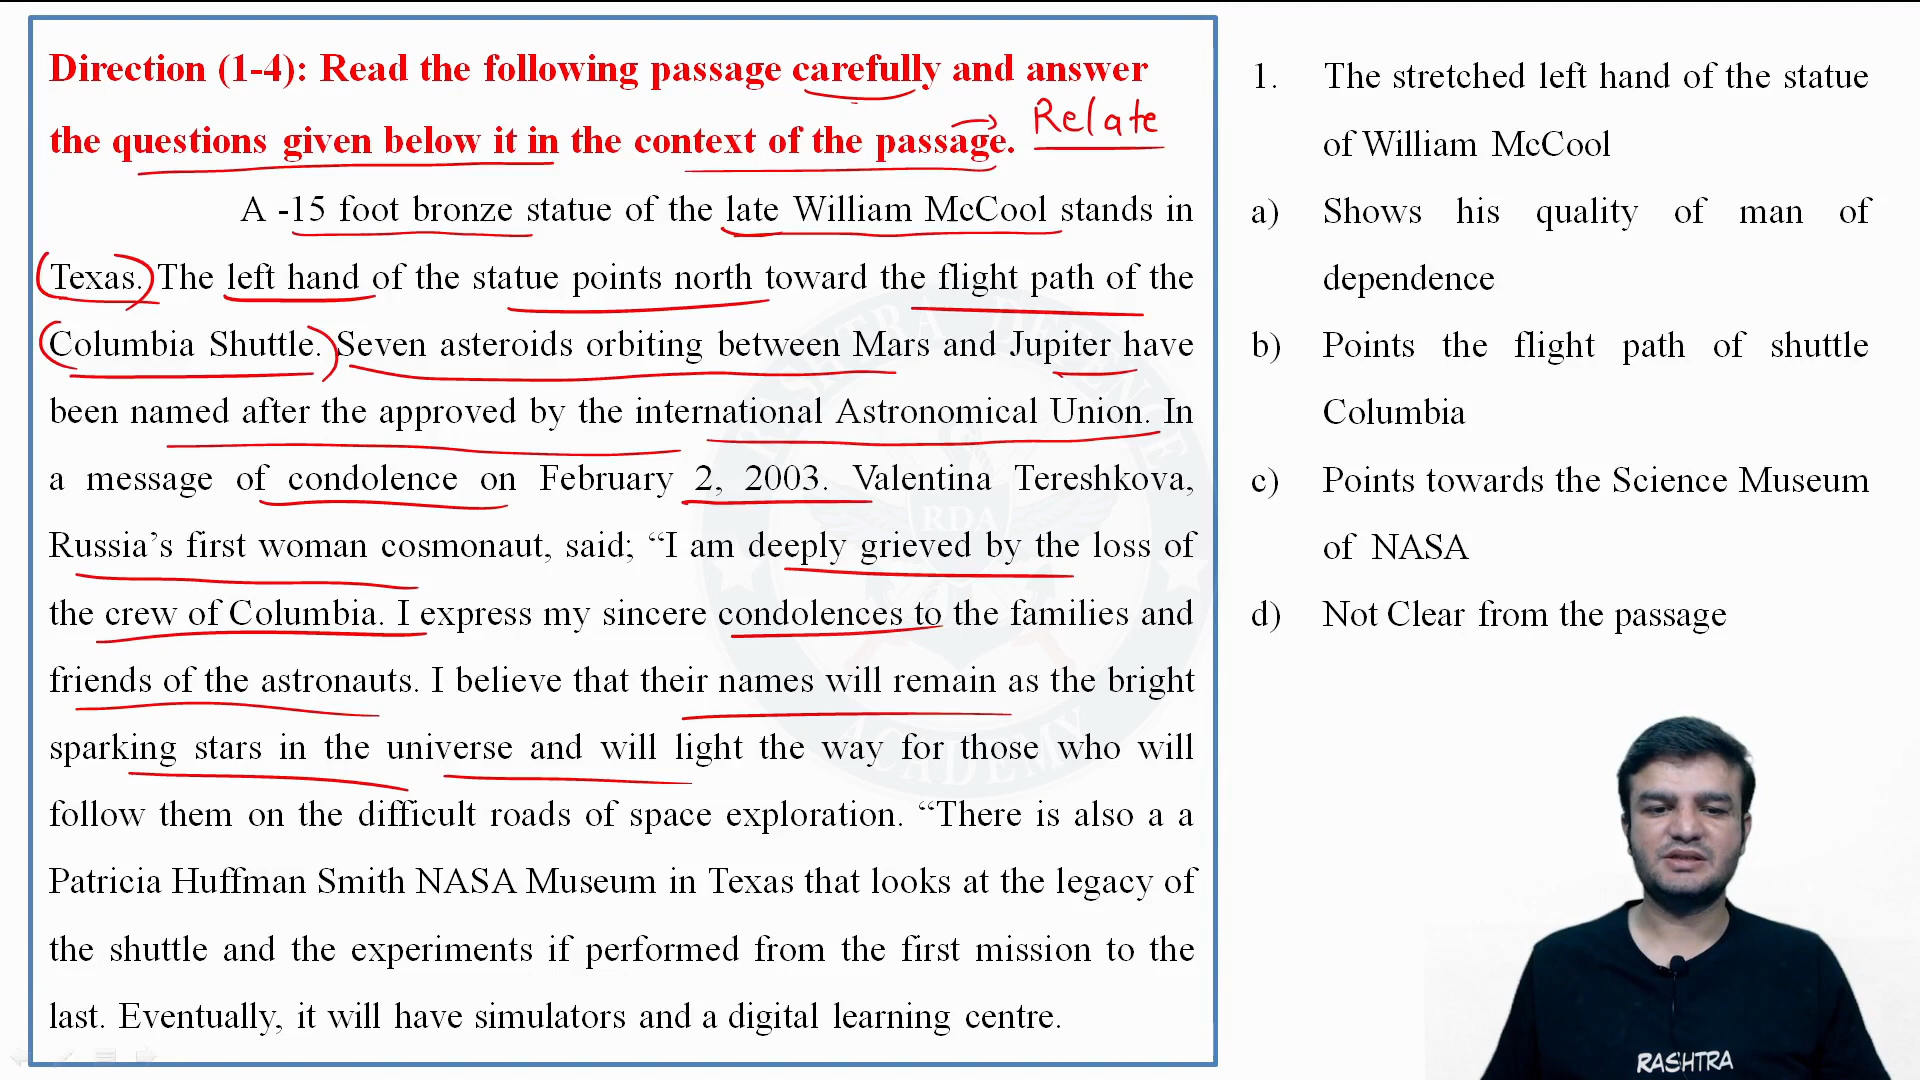 Direction (1-4): Read the following passage carefully and answer
the questions given below it in the context of the passage.
Relate
A -15 foot bronze statue of the late William McCool stands in
Texas. The left hand of the statue points north toward the flight path of the
Columbia Shuttle. Seven asteroids orbiting between Mars and Jupiter have
been named after the approved by the international Astronomical Union. In
a message of condolence on February 2, 2003. Valentina Tereshkova,
Russia’s first woman cosmonaut, said; “I am deeply grieved by the loss of
the crew of Columbia. I express my sincere condolences to the families and
friends of the astronauts. I believe that their names will remain as the bright
sparking stars in the universe and will light the way for those who will
follow them on the difficult roads of space exploration. “There is also a a
Patricia Huffman Smith NASA Museum in Texas that looks at the legacy of
the shuttle and the experiments if performed from the first mission to the
last. Eventually, it will have simulators and a digital learning centre.
1. The stretched left hand of the statue
of William McCool
a) Shows his quality of man of
dependence
b) Points the flight path of shuttle
Columbia
c) Points towards the Science Museum
of NASA
d) Not Clear from the passage
RASHTRA DEFENCE
RDA
ACADEMY
RASHTRA